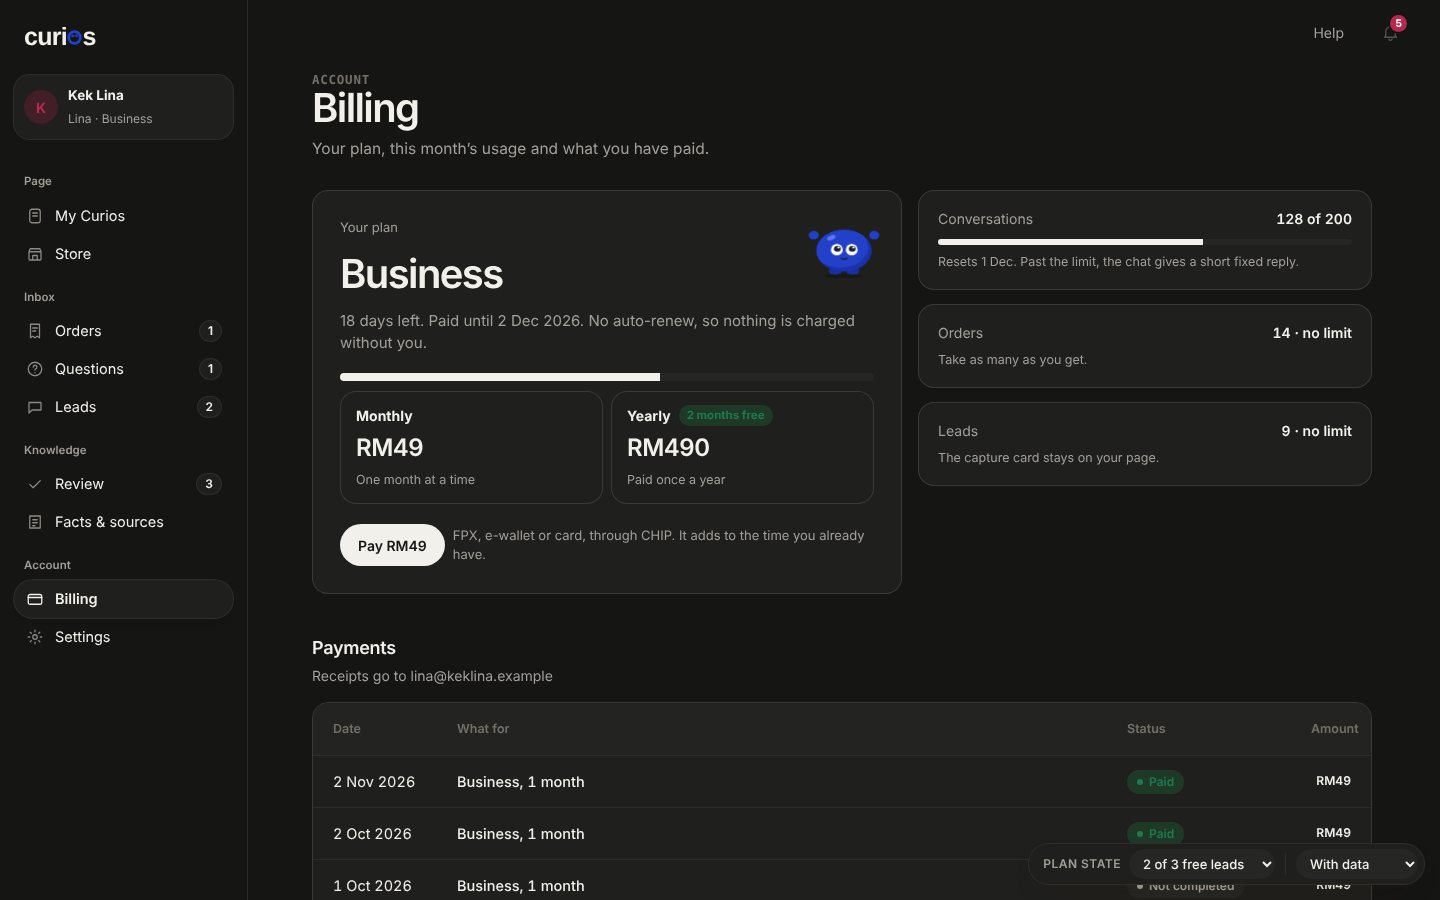 curios
Kek Lina
K
Lina · Business
Page
My Curios
Store
Inbox
Orders 1
Questions 1
Leads 2
Knowledge
Review 3
Facts & sources
Account
Billing
Settings
Help
5
ACCOUNT
Billing
Your plan, this month’s usage and what you have paid.
Your plan
Business
18 days left. Paid until 2 Dec 2026. No auto-renew, so nothing is charged
without you.
Monthly
RM49
One month at a time
Yearly 2 months free
RM490
Paid once a year
Pay RM49
FPX, e-wallet or card, through CHIP. It adds to the time you already
have.
Conversations 128 of 200
Resets 1 Dec. Past the limit, the chat gives a short fixed reply.
Orders 14 · no limit
Take as many as you get.
Leads 9 · no limit
The capture card stays on your page.
Payments
Receipts go to lina@keklina.example
Date What for Status Amount
2 Nov 2026 Business, 1 month Paid RM49
2 Oct 2026 Business, 1 month Paid RM49
1 Oct 2026 Business, 1 month Not completed RM49
PLAN STATE 2 of 3 free leads With data